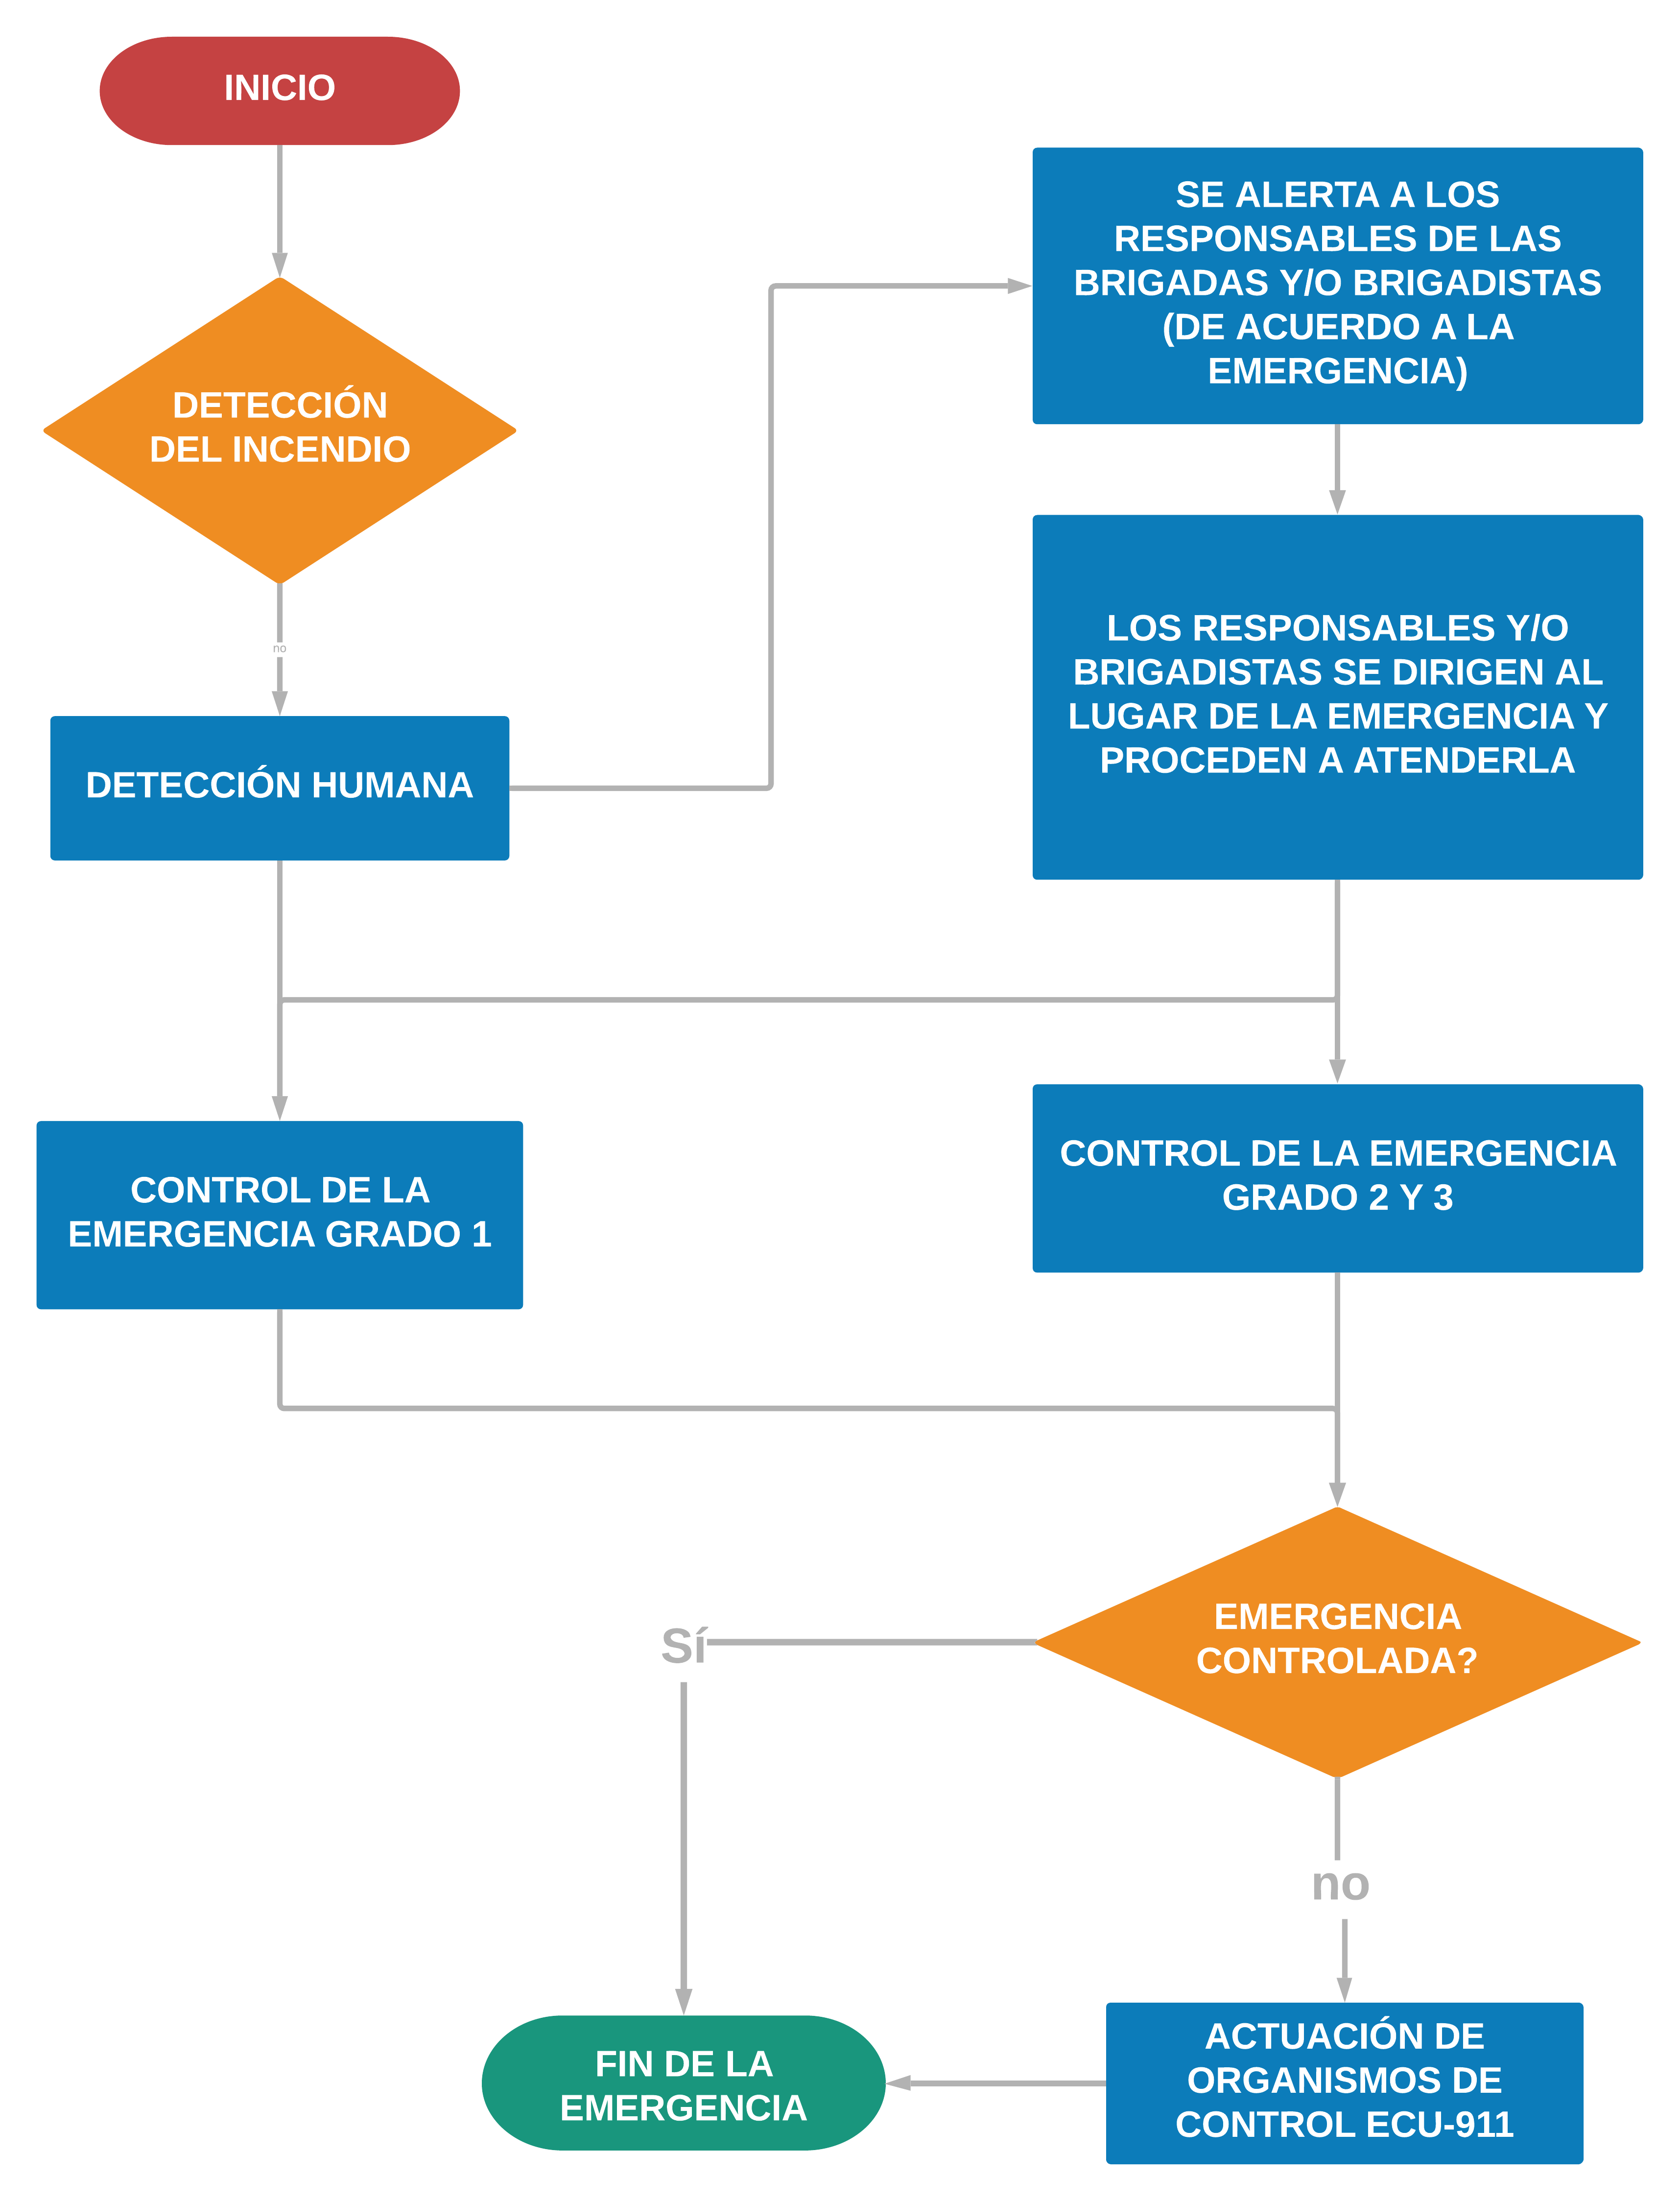 INICIO
DETECCIÓN
DEL INCENDIO
no
DETECCIÓN HUMANA
SE ALERTA A LOS
RESPONSABLES DE LAS
BRIGADAS Y/O BRIGADISTAS
(DE ACUERDO A LA
EMERGENCIA)
LOS RESPONSABLES Y/O
BRIGADISTAS SE DIRIGEN AL
LUGAR DE LA EMERGENCIA Y
PROCEDEN A ATENDERLA
CONTROL DE LA
EMERGENCIA GRADO 1
CONTROL DE LA EMERGENCIA
GRADO 2 Y 3
EMERGENCIA
CONTROLADA?
Sí
no
FIN DE LA
EMERGENCIA
ACTUACIÓN DE
ORGANISMOS DE
CONTROL ECU-911